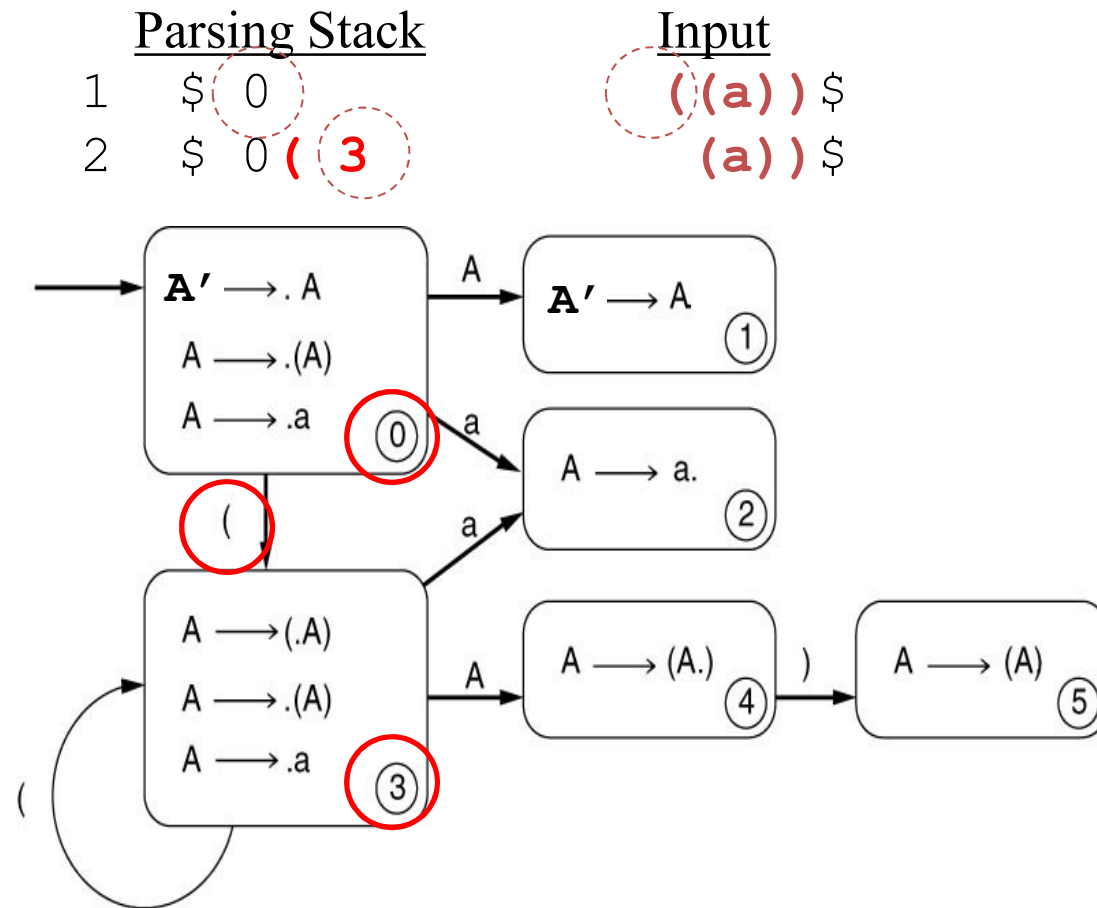 Parsing Stack Input
1 $ 0 ((a))$
2 $ 0( 3 (a))$
A′ ⟶ . A
A ⟶ .(A)
A ⟶ .a
0
A
A′ ⟶ A
1
a
A ⟶ a.
2
(
a
A ⟶ (.A)
A ⟶ .(A)
A ⟶ .a
3
(
A
A ⟶ (A.)
4
)
A ⟶ (A)
5